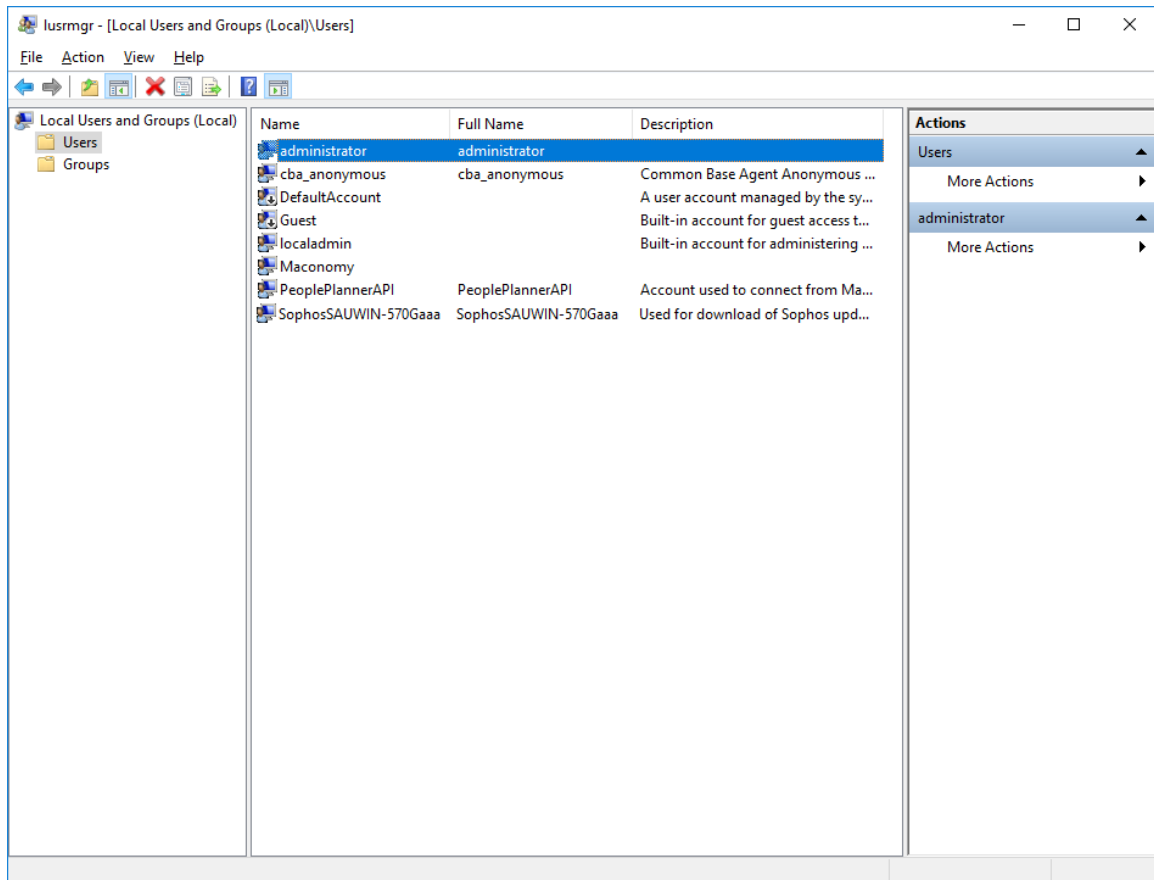 lusrmgr - [Local Users and Groups (Local)\Users]
File Action View Help
Local Users and Groups (Local)
Users
Groups
Name Full Name Description
administrator administrator
cba_anonymous cba_anonymous Common Base Agent Anonymous ...
DefaultAccount A user account managed by the sy...
Guest Built-in account for guest access t...
localadmin Built-in account for administering ...
Maconomy
PeoplePlannerAPI PeoplePlannerAPI Account used to connect from Ma...
SophosSAUWIN-570Gaaa SophosSAUWIN-570Gaaa Used for download of Sophos upd...
Actions
Users
More Actions
administrator
More Actions